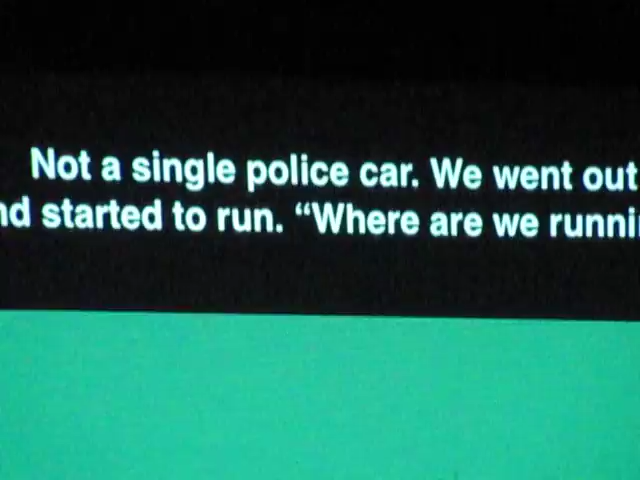 Not a single police car. We went out
nd started to run. “Where are we runni